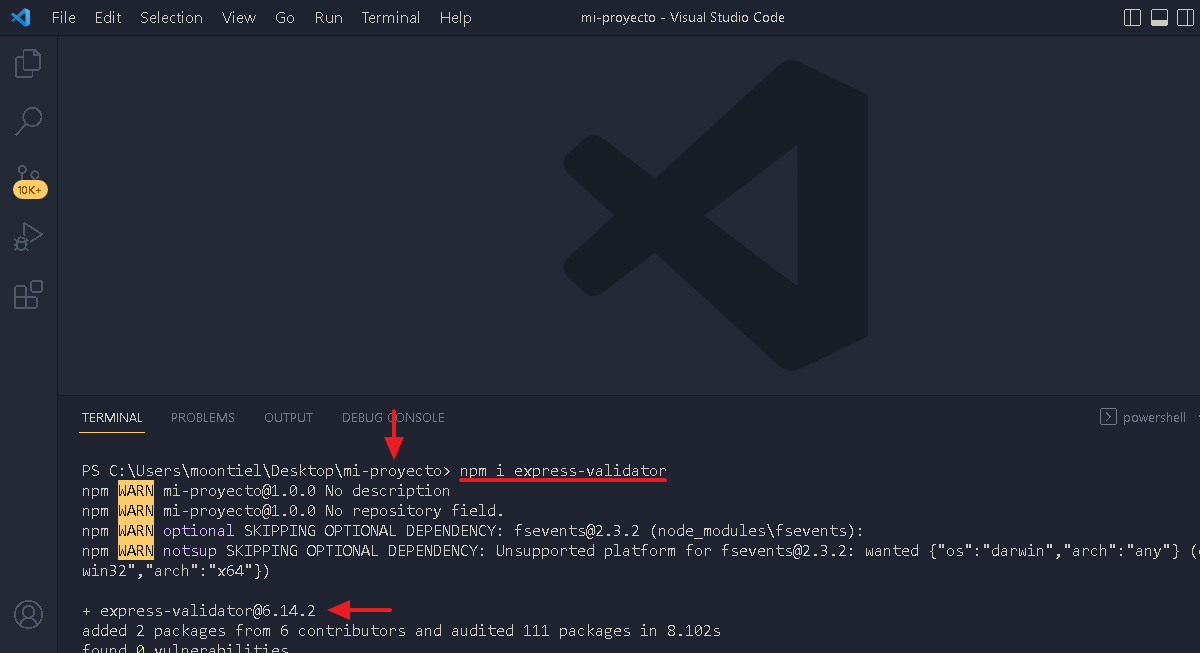 File Edit Selection View Go Run Terminal Help mi-proyecto - Visual Studio Code
10K+
TERMINAL PROBLEMS OUTPUT DEBUG CONSOLE powershell
PS C:\Users\moontiel\Desktop\mi-proyecto> npm i express-validator
npm WARN mi-proyecto@1.0.0 No description
npm WARN mi-proyecto@1.0.0 No repository field.
npm WARN optional SKIPPING OPTIONAL DEPENDENCY: fsevents@2.3.2 (node_modules\fsevents):
npm WARN notsup SKIPPING OPTIONAL DEPENDENCY: Unsupported platform for fsevents@2.3.2: wanted {"os":"darwin","arch":"any"} (
win32","arch":"x64"})
+ express-validator@6.14.2
added 2 packages from 6 contributors and audited 111 packages in 8.102s
found 0 vulnerabilities